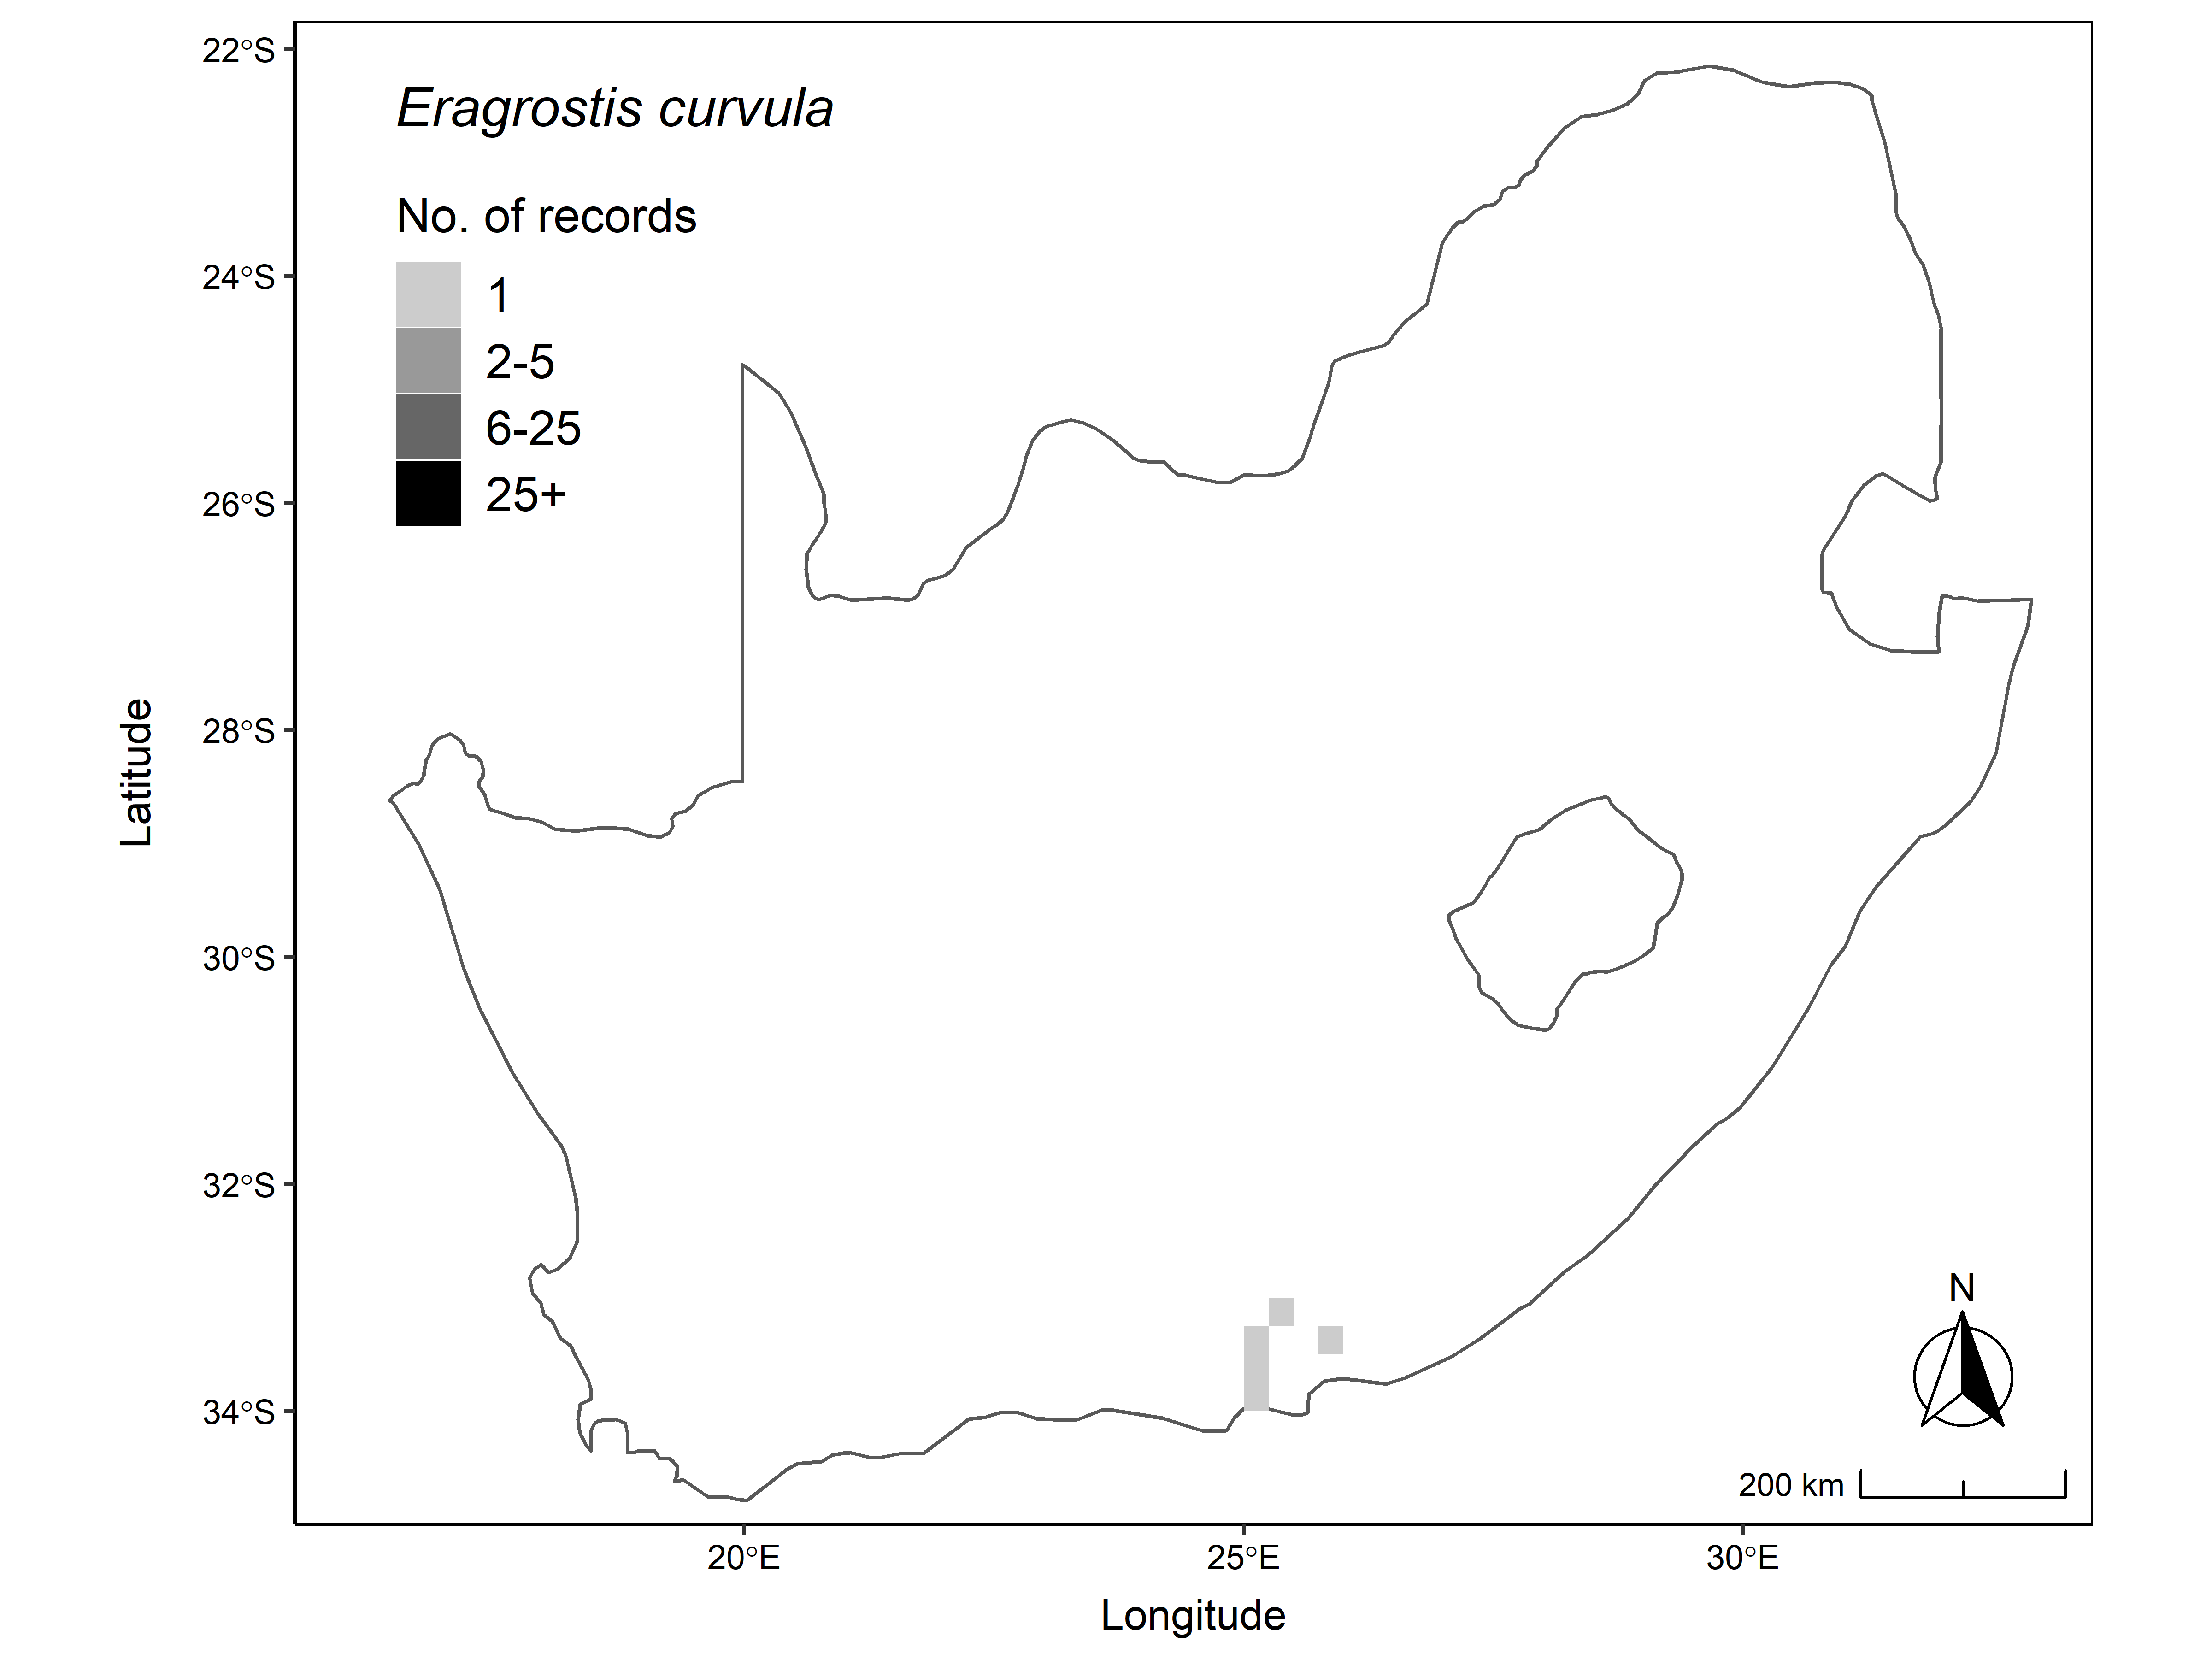 Eragrostis curvula
No. of records
1
2-5
6-25
25+
22°S
24°S
26°S
28°S
30°S
32°S
34°S
Latitude
N
200 km
20°E
25°E
30°E
Longitude